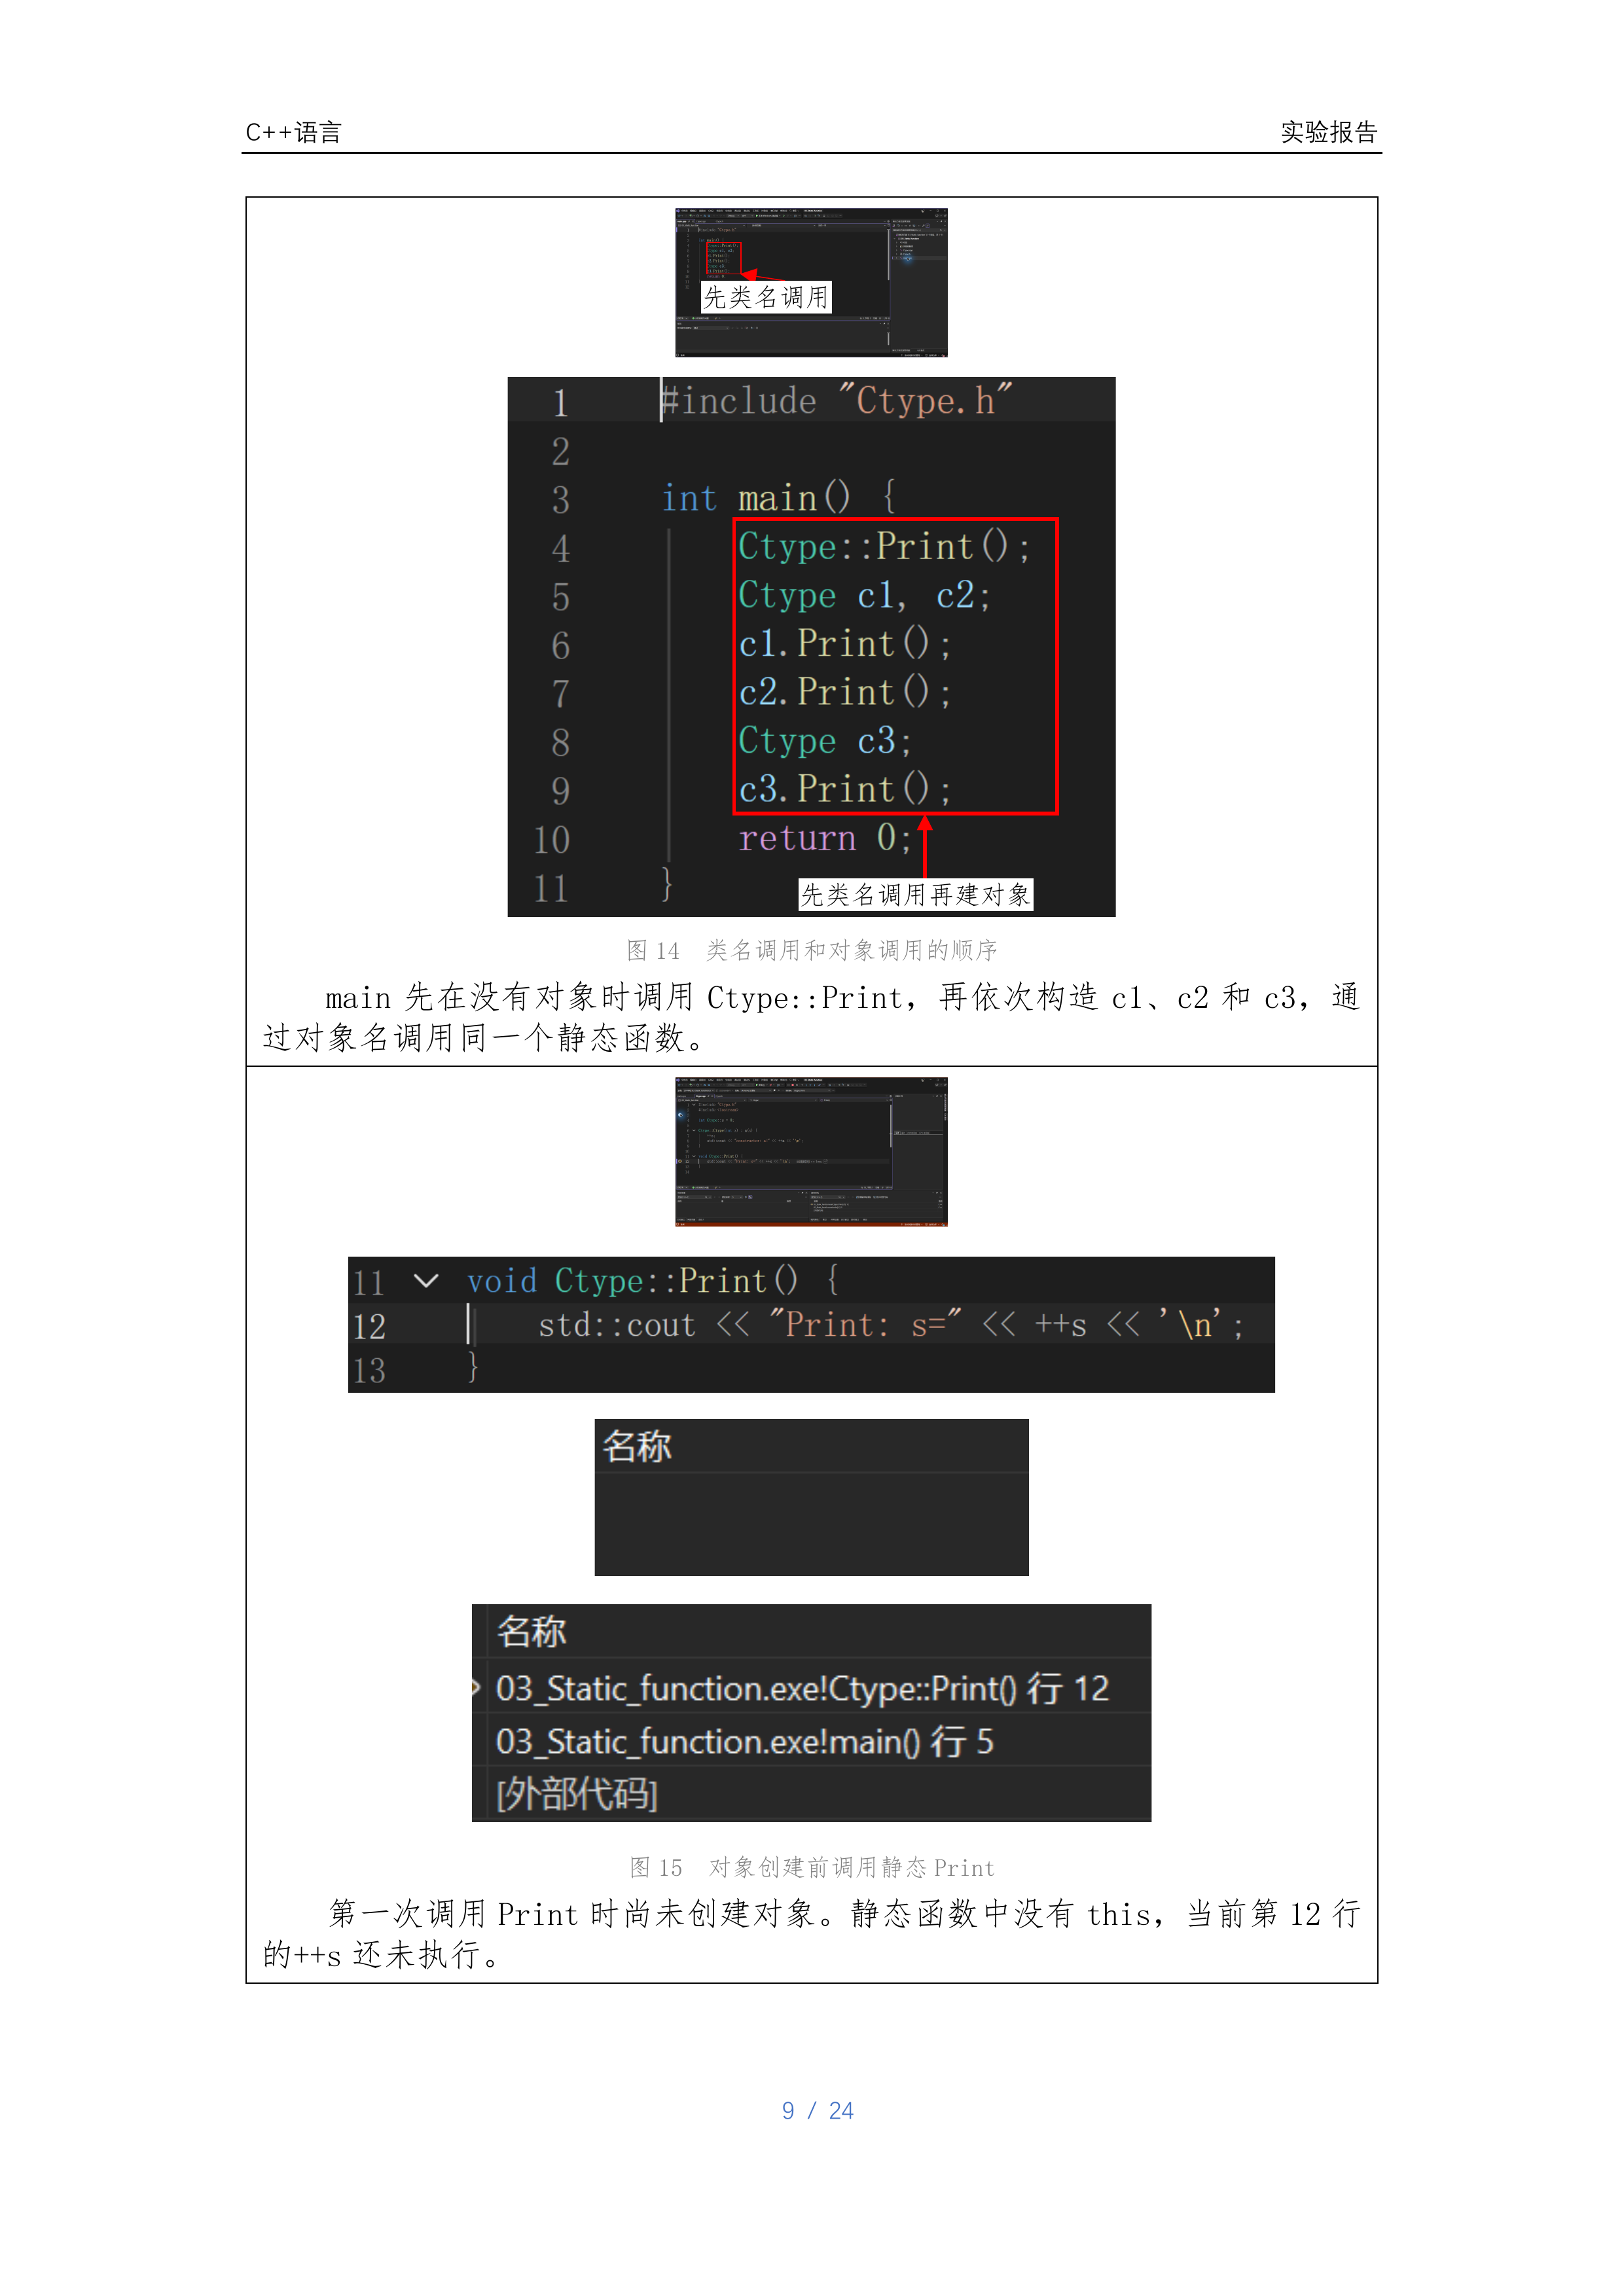 C++语言
实验报告
先类名调用
1 #include "Ctype.h"
2
3 int main() {
4 Ctype::Print();
5 Ctype c1, c2;
6 c1.Print();
7 c2.Print();
8 Ctype c3;
9 c3.Print();
10 return 0;
11 }
先类名调用再建对象
图 14 类名调用和对象调用的顺序
main 先在没有对象时调用 Ctype::Print，再依次构造 c1、c2 和 c3，通
过对象名调用同一个静态函数。
11 void Ctype::Print() {
12 std::cout << "Print: s=" << ++s << '\n';
13 }
名称
名称
03_Static_function.exe!Ctype::Print() 行 12
03_Static_function.exe!main() 行 5
[外部代码]
图 15 对象创建前调用静态 Print
第一次调用 Print 时尚未创建对象。静态函数中没有 this，当前第 12 行
的++s 还未执行。
9 / 24